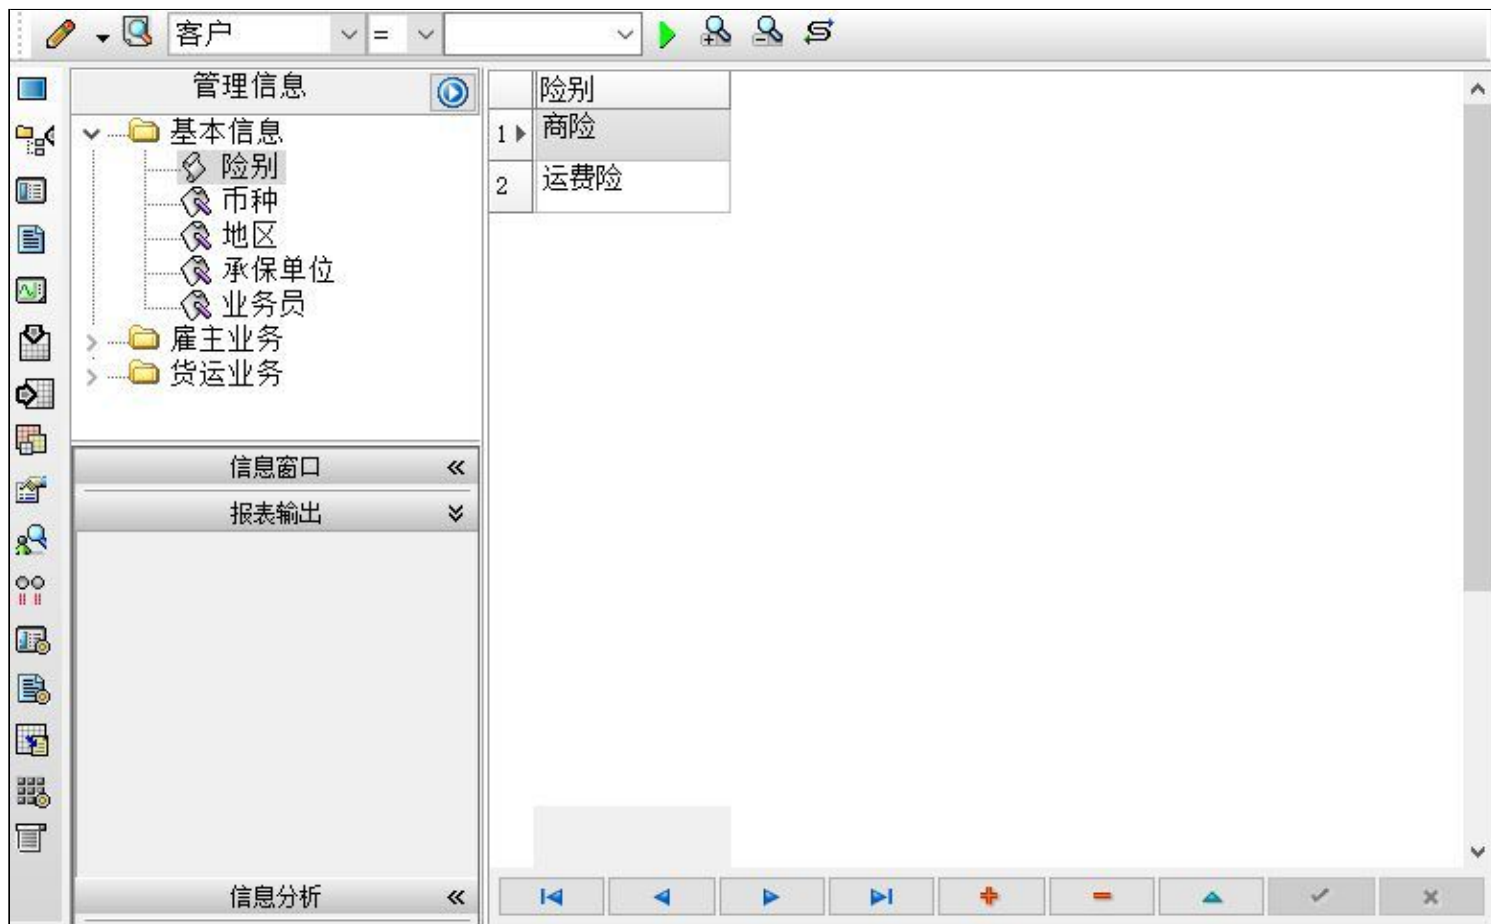 客户 =
管理信息
基本信息
险别
币种
地区
承保单位
业务员
雇主业务
货运业务
信息窗口
报表输出
信息分析
险别
1 商险
2 运费险